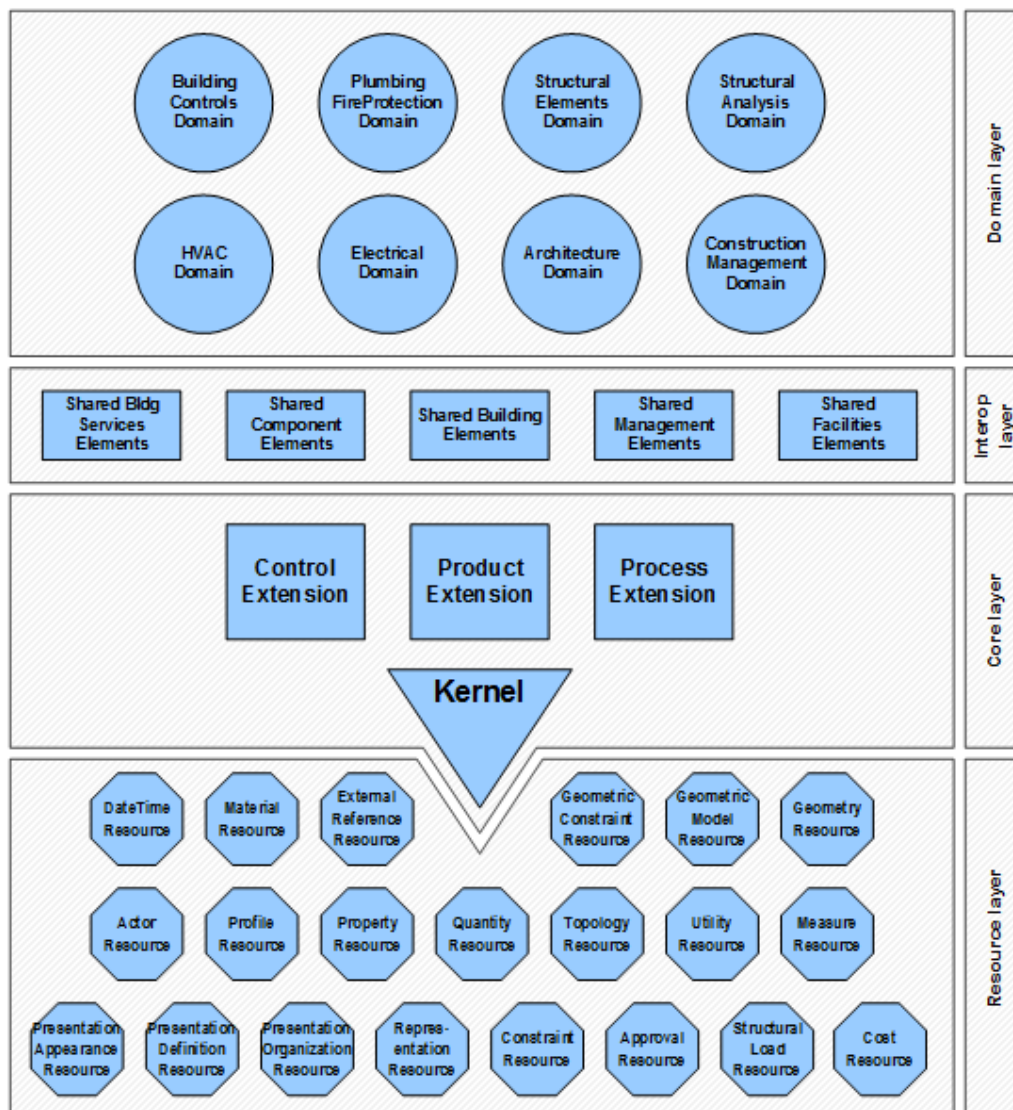 Building
Controls
Domain
Plumbing
FireProtection
Domain
Structural
Elements
Domain
Structural
Analysis
Domain
HVAC
Domain
Electrical
Domain
Architecture
Domain
Construction
Management
Domain
Domain layer
Shared Bldg
Services
Elements
Shared
Component
Elements
Shared Building
Elements
Shared
Management
Elements
Shared
Facilities
Elements
Interop
layer
Control
Extension
Product
Extension
Process
Extension
Kernel
Core layer
DateTime
Resource
Material
Resource
External
Reference
Resource
Geometric
Constraint
Resource
Geometric
Model
Resource
Geometry
Resource
Actor
Resource
Profile
Resource
Property
Resource
Quantity
Resource
Topology
Resource
Utility
Resource
Measure
Resource
Presentation
Appearance
Resource
Presentation
Definition
Resource
Presentation
Organization
Resource
Repres-
entation
Resource
Constraint
Resource
Approval
Resource
Structural
Load
Resource
Cost
Resource
Resource layer